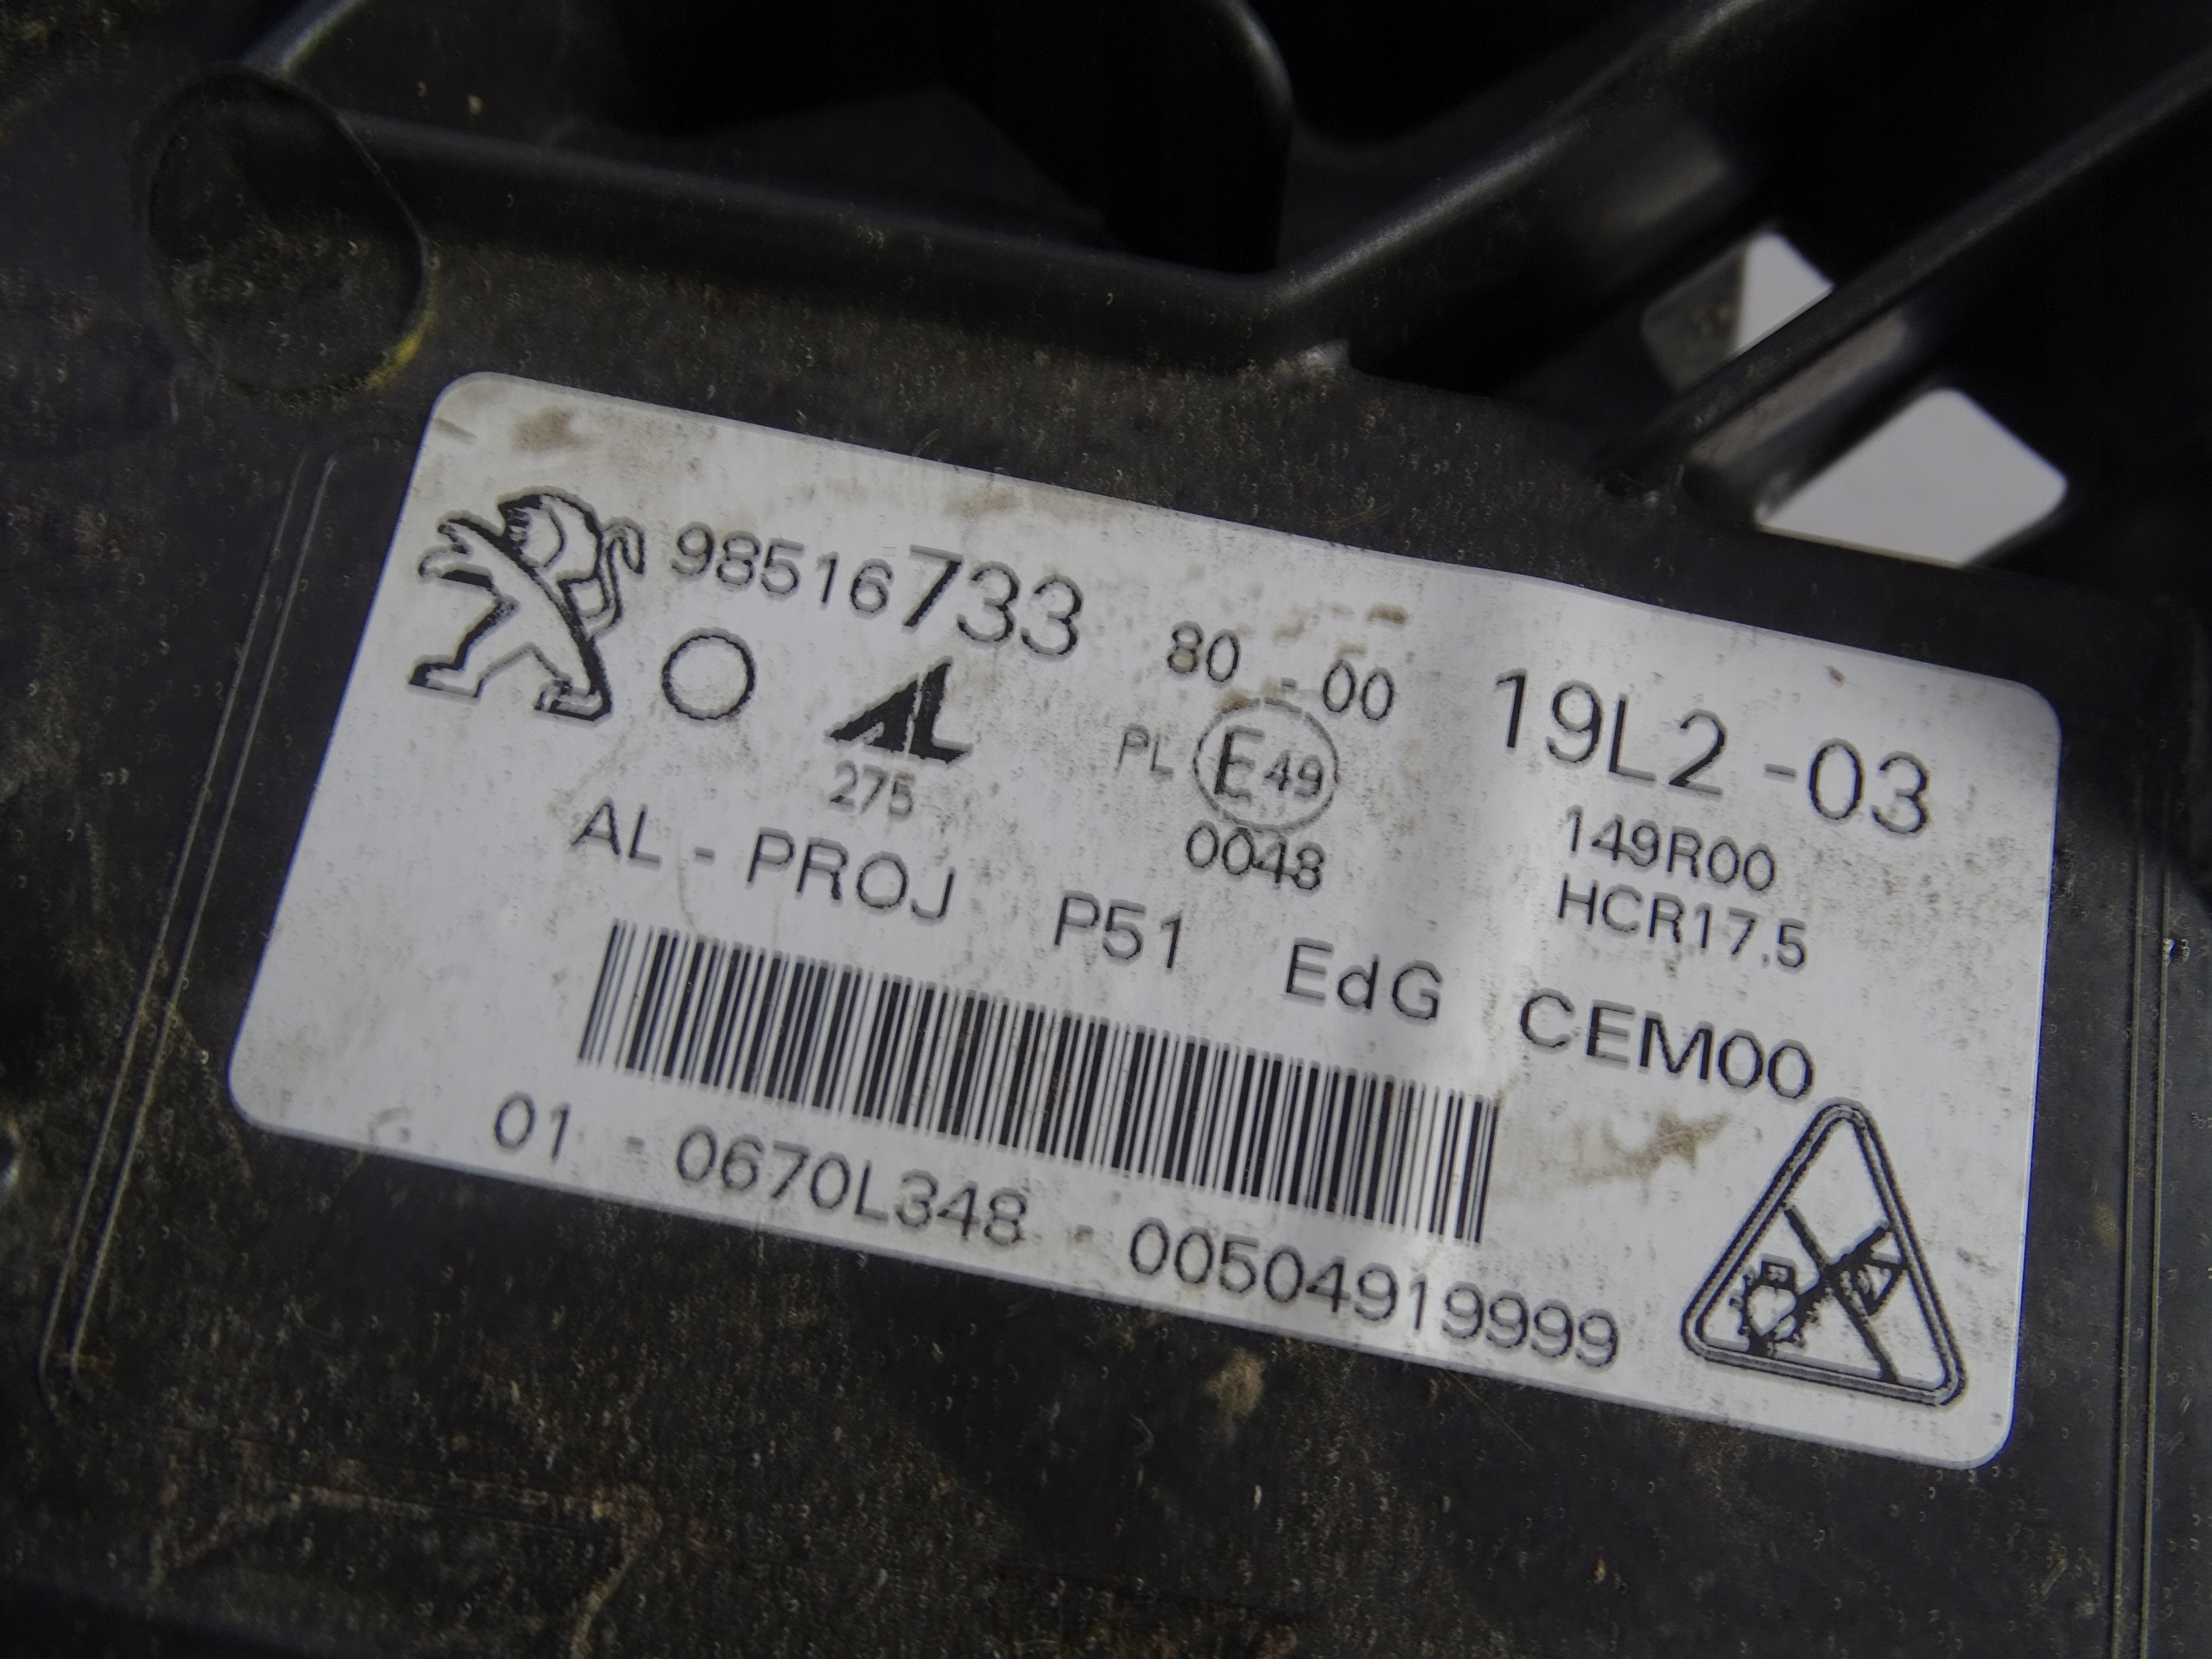 98516733 80 - 00 19L2 - 03
AL
275
PL E49
0048
149R00
HCR17.5
AL - PROJ P51 EdG CEM00
01 - 0670L348 - 00504919999